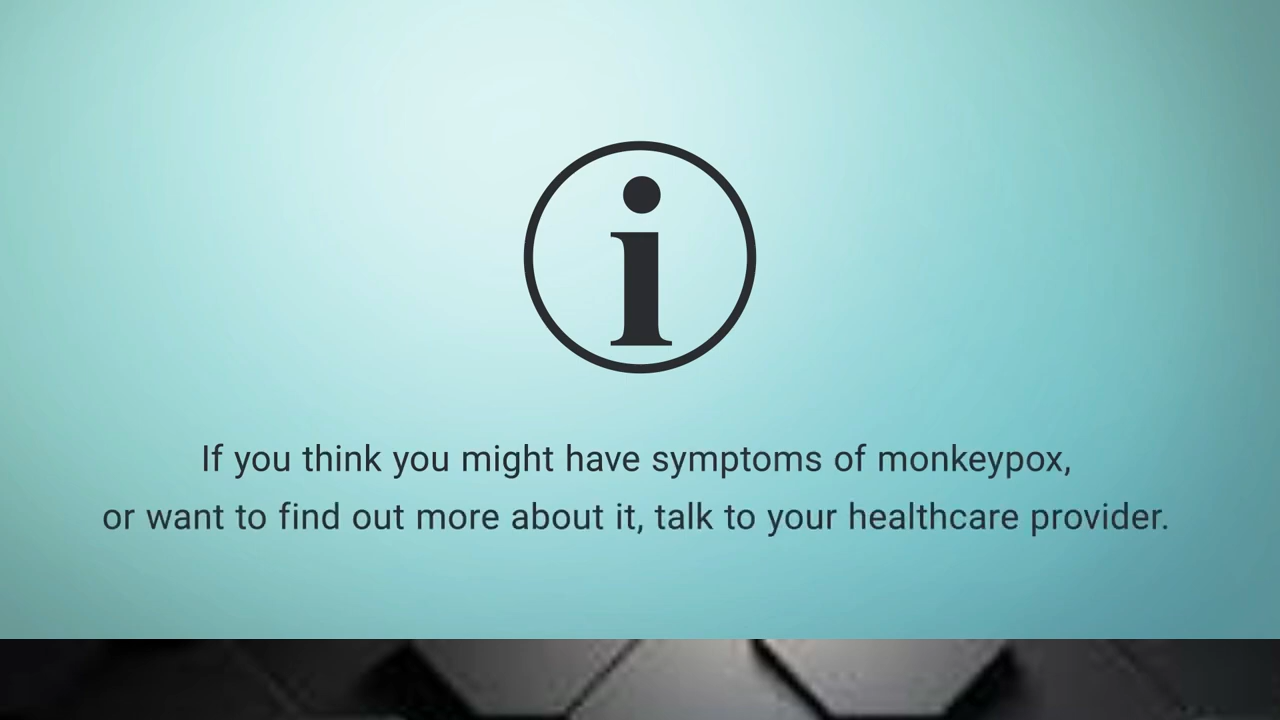 If you think you might have symptoms of monkeypox,
or want to find out more about it, talk to your healthcare provider.